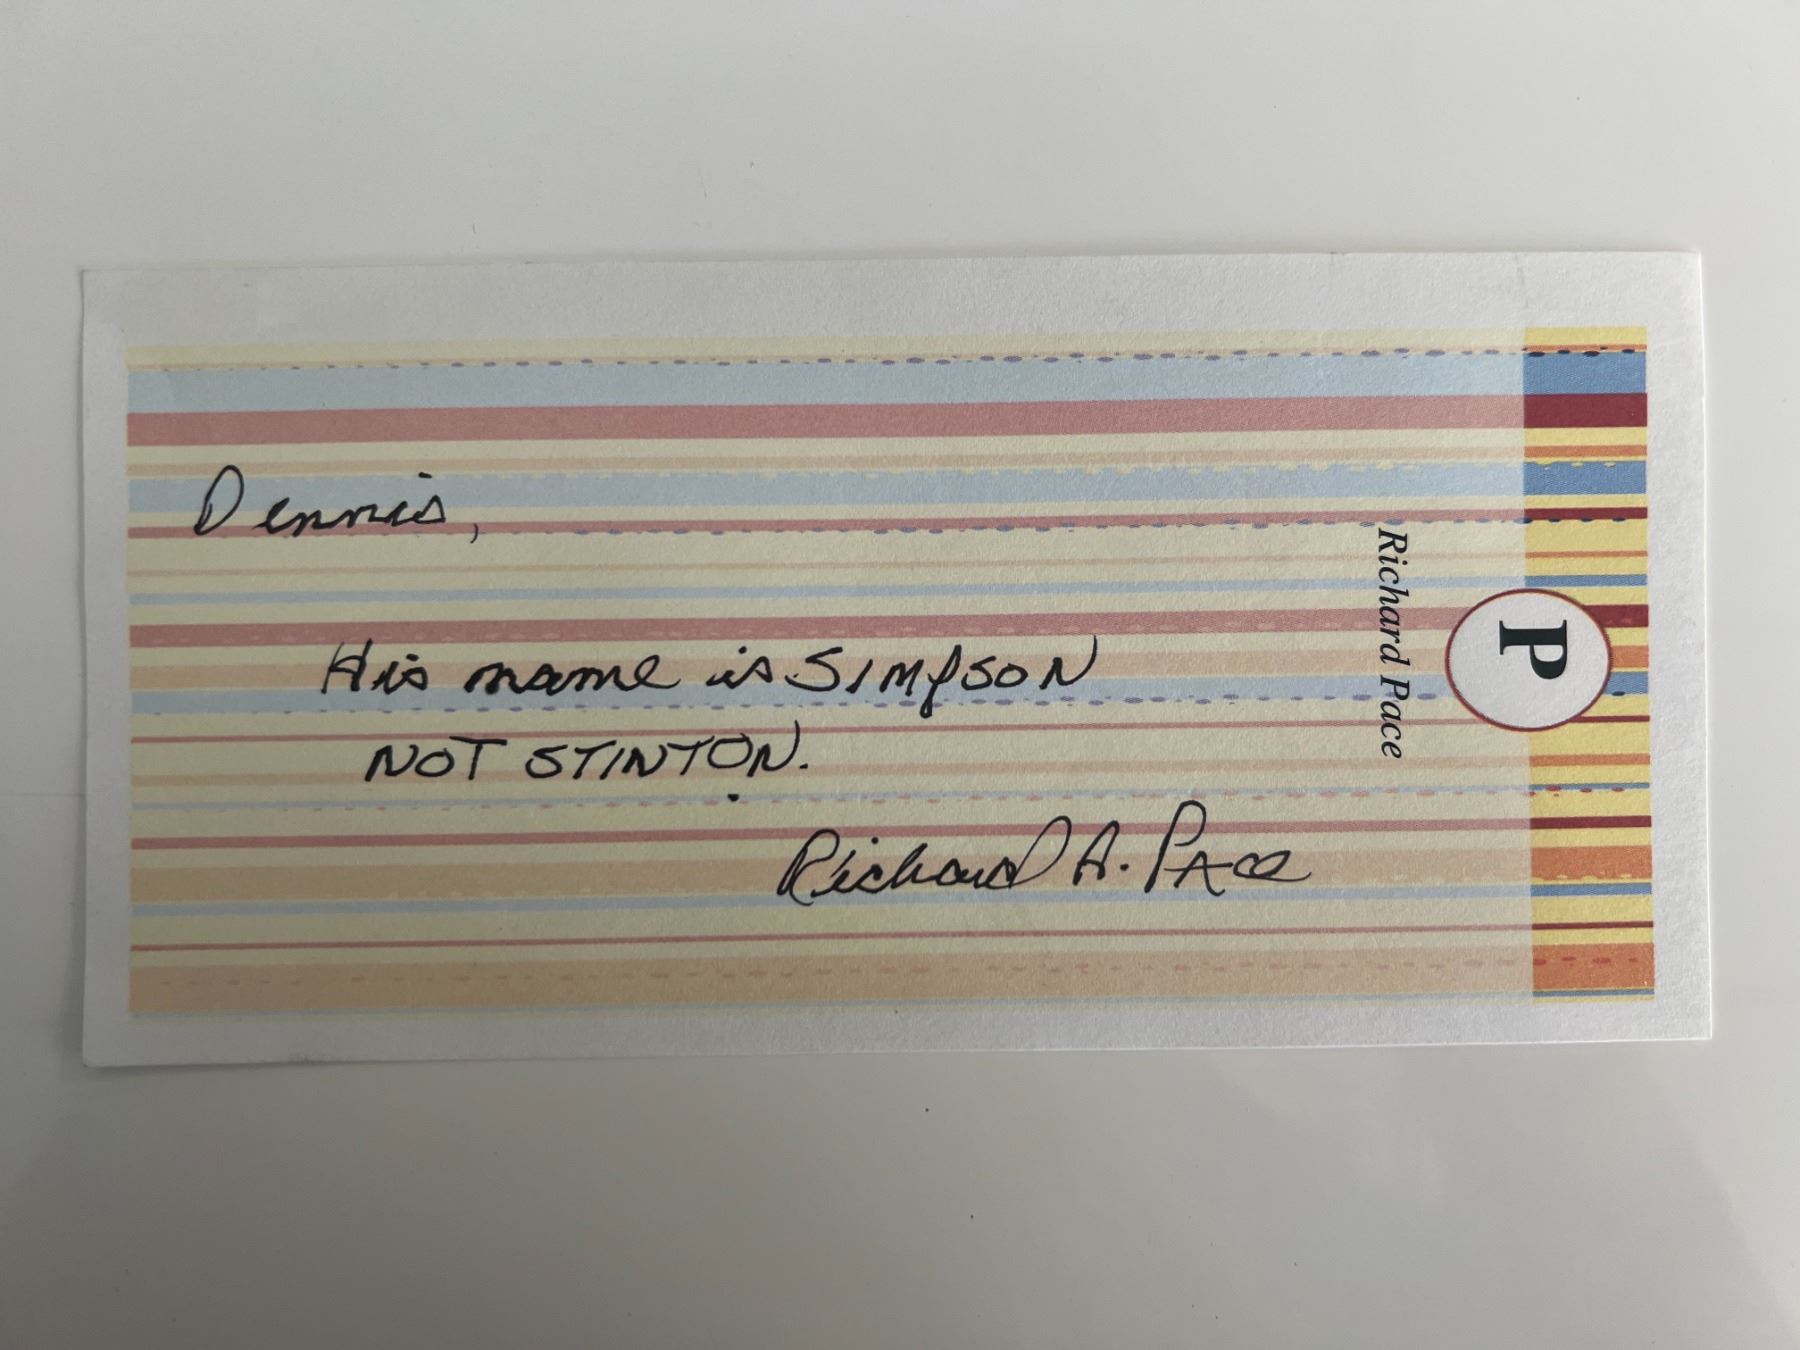 Dennis,
His name is SIMPSON
NOT STINTON.
Richard A. Pace
Richard Pace
P